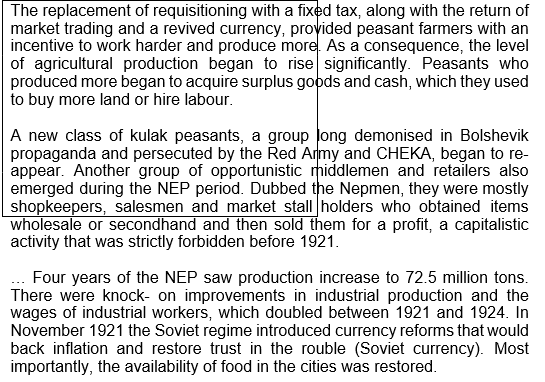 The replacement of requisitioning with a fixed tax, along with the return of
market trading and a revived currency, provided peasant farmers with an
incentive to work harder and produce more. As a consequence, the level
of agricultural production began to rise significantly. Peasants who
produced more began to acquire surplus goods and cash, which they used
to buy more land or hire labour.
A new class of kulak peasants, a group long demonised in Bolshevik
propaganda and persecuted by the Red Army and CHEKA, began to re-
appear. Another group of opportunistic middlemen and retailers also
emerged during the NEP period. Dubbed the Nepmen, they were mostly
shopkeepers, salesmen and market stall holders who obtained items
wholesale or secondhand and then sold them for a profit, a capitalistic
activity that was strictly forbidden before 1921.
… Four years of the NEP saw production increase to 72.5 million tons.
There were knock- on improvements in industrial production and the
wages of industrial workers, which doubled between 1921 and 1924. In
November 1921 the Soviet regime introduced currency reforms that would
back inflation and restore trust in the rouble (Soviet currency). Most
importantly, the availability of food in the cities was restored.